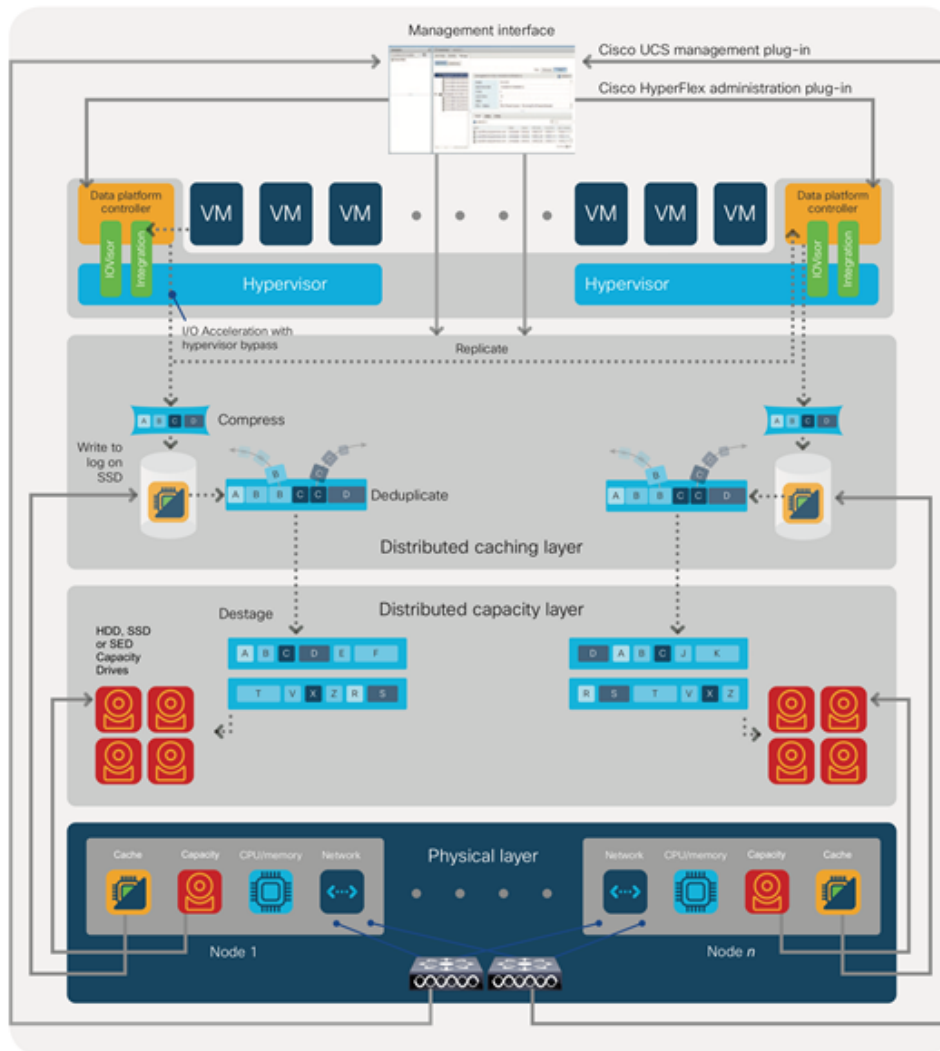 Management interface
Cisco UCS management plug-in
Cisco HyperFlex administration plug-in
Data platform
controller
VM
VM
VM
VM
VM
VM
Data platform
controller
IOVisor
Integration
Hypervisor
Hypervisor
IOVisor
Integration
I/O Acceleration with
hypervisor bypass
Replicate
A B C D
Compress
A B C D
Write to
log on
SSD
B
C
B
C
A B B C C D
Deduplicate
A B B C C D
Distributed caching layer
Distributed capacity layer
Destage
HDD, SSD
or SED
Capacity
Drives
A B C D E F
D A B C J K
T V X Z R S
R S T V X Z
Physical layer
Cache
Capacity
CPU/memory
Network
Network
CPU/memory
Capacity
Cache
Node 1
Node n